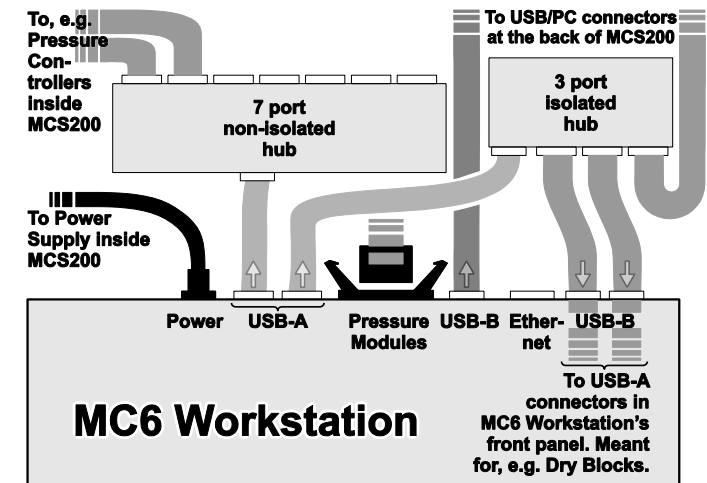 To, e.g.
Pressure
Con-
trollers
inside
MCS200
To USB/PC connectors
at the back of MCS200
7 port
non-isolated
hub
3 port
isolated
hub
To Power
Supply inside
MCS200
Power
USB-A
Pressure
Modules
USB-B
Ether-
net
USB-B
To USB-A
connectors in
MC6 Workstation's
front panel. Meant
for, e.g. Dry Blocks.
MC6 Workstation